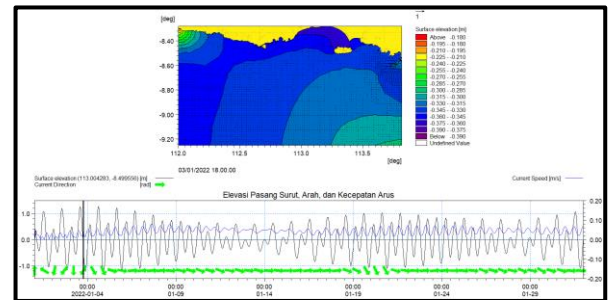 [deg]
1
-8.40
-8.60
-8.80
-9.00
-9.20
112.0
112.5
113.0
113.5
[deg]
03/01/2022 18.00.00
Surface elevation [m]
Above -0.180
-0.195 - -0.180
-0.210 - -0.195
-0.225 - -0.210
-0.240 - -0.225
-0.255 - -0.240
-0.270 - -0.255
-0.285 - -0.270
-0.300 - -0.285
-0.315 - -0.300
-0.330 - -0.315
-0.345 - -0.330
-0.360 - -0.345
-0.375 - -0.360
-0.390 - -0.375
Below -0.390
Undefined Value
Current Direction [rad]
Current Speed [m/s]
Elevasi Pasang Surut, Arah, dan Kecepatan Arus
1.0
0.0
-1.0
0.20
0.10
0.00
-0.10
-0.20
00:00 00:00 00:00 00:00 00:00 00:00
2022-01-04 01-09 01-14 01-19 01-24 01-29